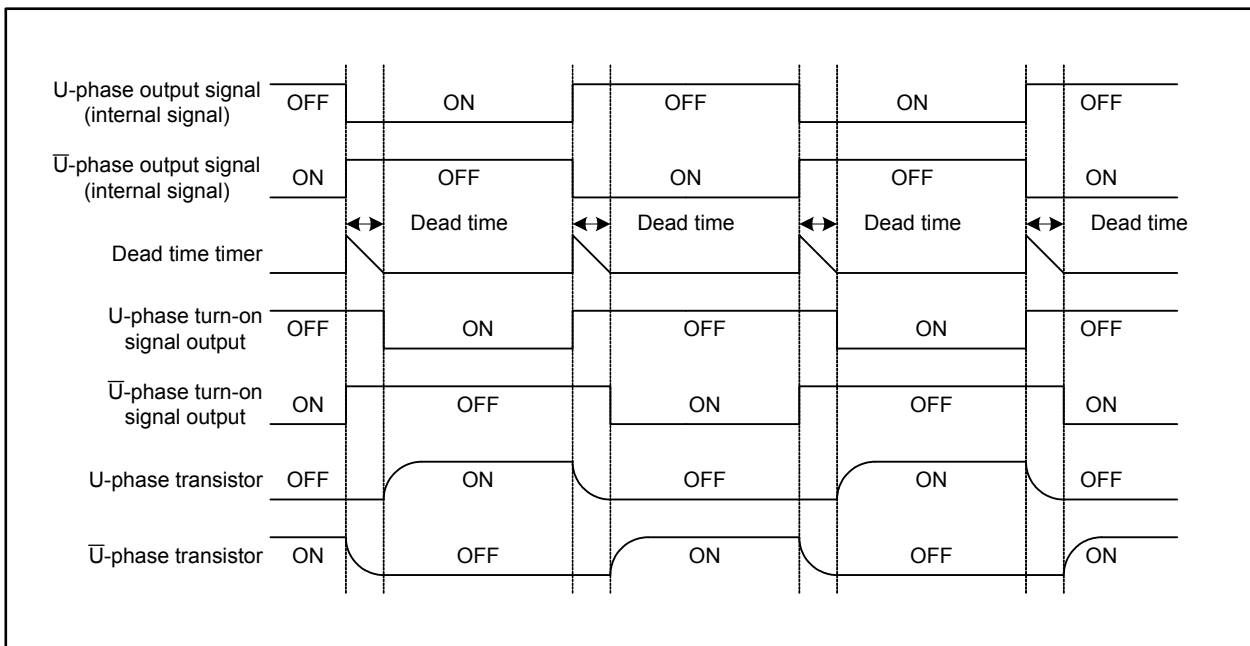 U-phase output signal
(internal signal)
OFF ON OFF ON OFF
U̅-phase output signal
(internal signal)
ON OFF ON OFF ON
Dead time Dead time Dead time Dead time
Dead time timer
U-phase turn-on
signal output
OFF ON OFF ON OFF
U̅-phase turn-on
signal output
ON OFF ON OFF ON
U-phase transistor OFF ON OFF ON OFF
U̅-phase transistor ON OFF ON OFF ON